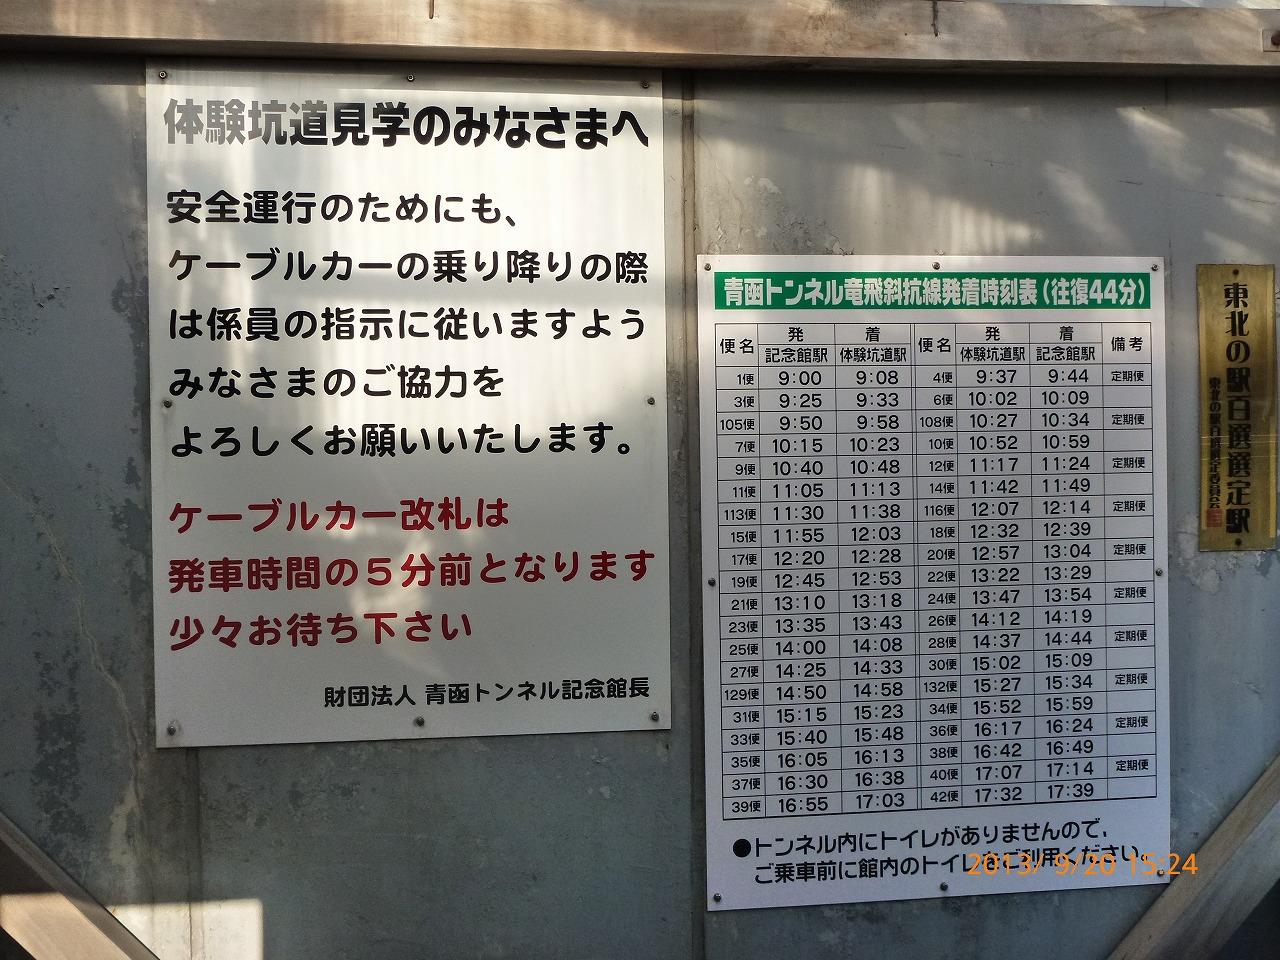 体験坑道見学のみなさまへ
安全運行のためにも、
ケーブルカーの乗り降りの際
は係員の指示に従いますよう
みなさまのご協力を
よろしくお願いいたします。
ケーブルカー改札は
発車時間の5分前となります
少々お待ち下さい
財団法人 青函トンネル記念館長
青函トンネル竜飛斜抗線発着時刻表(往復44分)
便名 発 着 便名 発 着 備考
記念館駅 体験坑道駅 体験坑道駅 記念館駅
1便 9:00 9:08 4便 9:37 9:44 定期便
3便 9:25 9:33 6便 10:02 10:09
105便 9:50 9:58 108便 10:27 10:34 定期便
7便 10:15 10:23 10便 10:52 10:59
9便 10:40 10:48 12便 11:17 11:24 定期便
11便 11:05 11:13 14便 11:42 11:49
113便 11:30 11:38 116便 12:07 12:14 定期便
15便 11:55 12:03 18便 12:32 12:39
17便 12:20 12:28 20便 12:57 13:04 定期便
19便 12:45 12:53 22便 13:22 13:29
21便 13:10 13:18 24便 13:47 13:54 定期便
23便 13:35 13:43 26便 14:12 14:19
25便 14:00 14:08 28便 14:37 14:44 定期便
27便 14:25 14:33 30便 15:02 15:09
129便 14:50 14:58 132便 15:27 15:34 定期便
31便 15:15 15:23 34便 15:52 15:59
33便 15:40 15:48 36便 16:17 16:24 定期便
35便 16:05 16:13 38便 16:42 16:49
37便 16:30 16:38 40便 17:07 17:14 定期便
39便 16:55 17:03 42便 17:32 17:39
●トンネル内にトイレがありませんので、
ご乗車前に館内のトイレをご利用ください。
東北の駅百選選定駅
東北の駅百選選定委員会
2013/ 9/20 15:24